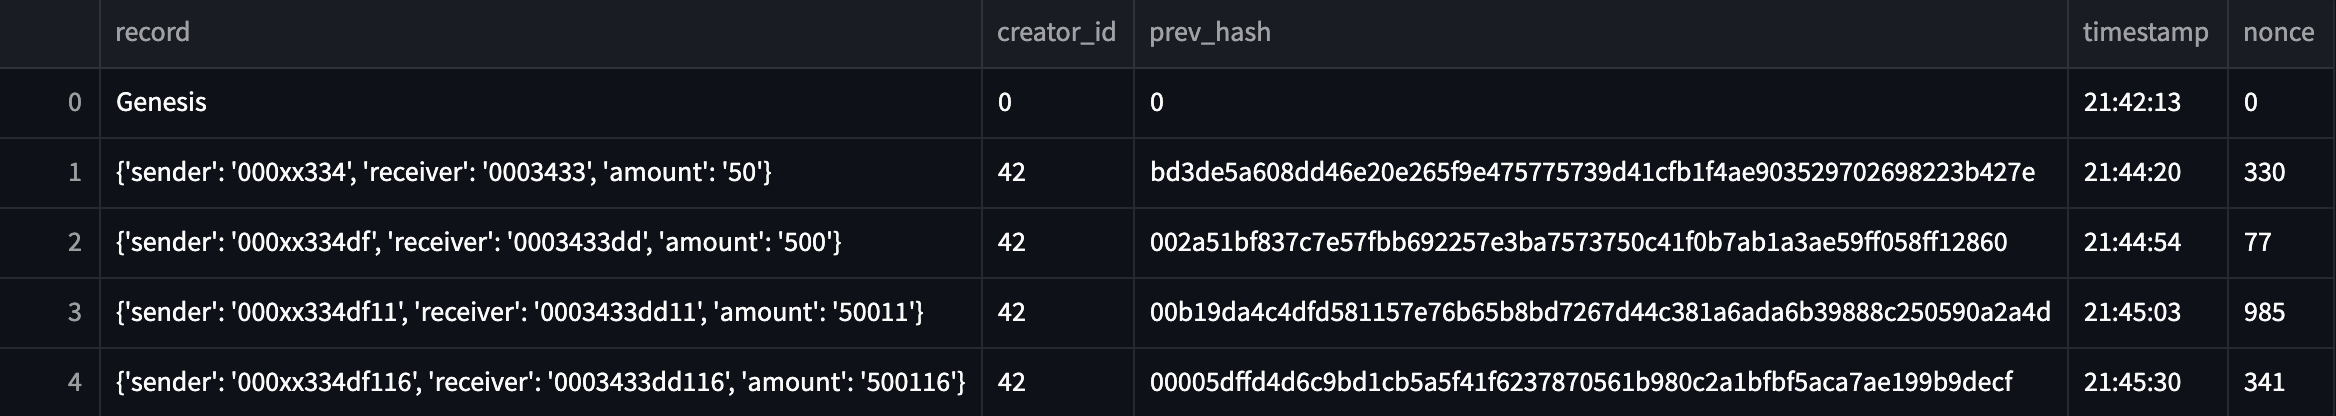 record creator_id prev_hash timestamp nonce
0 Genesis 0 0 21:42:13 0
1 {'sender': '000xx334', 'receiver': '0003433', 'amount': '50'} 42 bd3de5a608dd46e20e265f9e475775739d41cfb1f4ae903529702698223b427e 21:44:20 330
2 {'sender': '000xx334df', 'receiver': '0003433dd', 'amount': '500'} 42 002a51bf837c7e57fbb692257e3ba7573750c41f0b7ab1a3ae59ff058ff12860 21:44:54 77
3 {'sender': '000xx334df11', 'receiver': '0003433dd11', 'amount': '50011'} 42 00b19da4c4dfd581157e76b65b8bd7267d44c381a6ada6b39888c250590a2a4d 21:45:03 985
4 {'sender': '000xx334df116', 'receiver': '0003433dd116', 'amount': '500116'} 42 00005dffd4d6c9bd1cb5a5f41f6237870561b980c2a1bfbf5aca7ae199b9decf 21:45:30 341